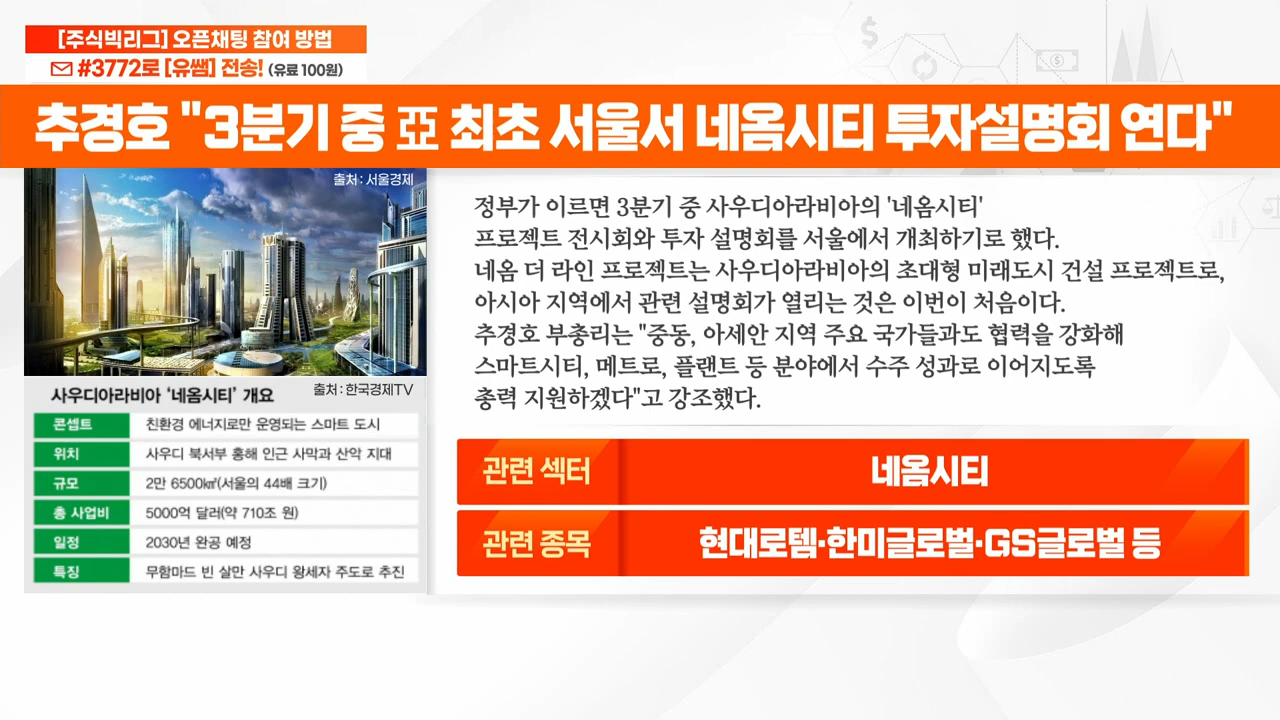 [주식빅리그] 오픈채팅 참여 방법
#3772로 [유쌤] 전송! (유료 100원)
추경호 "3분기 중 亞 최초 서울서 네옴시티 투자설명회 연다"
출처 : 서울경제
사우디아라비아 '네옴시티' 개요
출처 : 한국경제TV
콘셉트 친환경 에너지로만 운영되는 스마트 도시
위치 사우디 북서부 홍해 인근 사막과 산악 지대
규모 2만 6500㎢(서울의 44배 크기)
총 사업비 5000억 달러(약 710조 원)
일정 2030년 완공 예정
특징 무함마드 빈 살만 사우디 왕세자 주도로 추진
정부가 이르면 3분기 중 사우디아라비아의 '네옴시티'
프로젝트 전시회와 투자 설명회를 서울에서 개최하기로 했다.
네옴 더 라인 프로젝트는 사우디아라비아의 초대형 미래도시 건설 프로젝트로,
아시아 지역에서 관련 설명회가 열리는 것은 이번이 처음이다.
추경호 부총리는 "중동, 아세안 지역 주요 국가들과도 협력을 강화해
스마트시티, 메트로, 플랜트 등 분야에서 수주 성과로 이어지도록
총력 지원하겠다"고 강조했다.
관련 섹터 네옴시티
관련 종목 현대로템·한미글로벌·GS글로벌 등